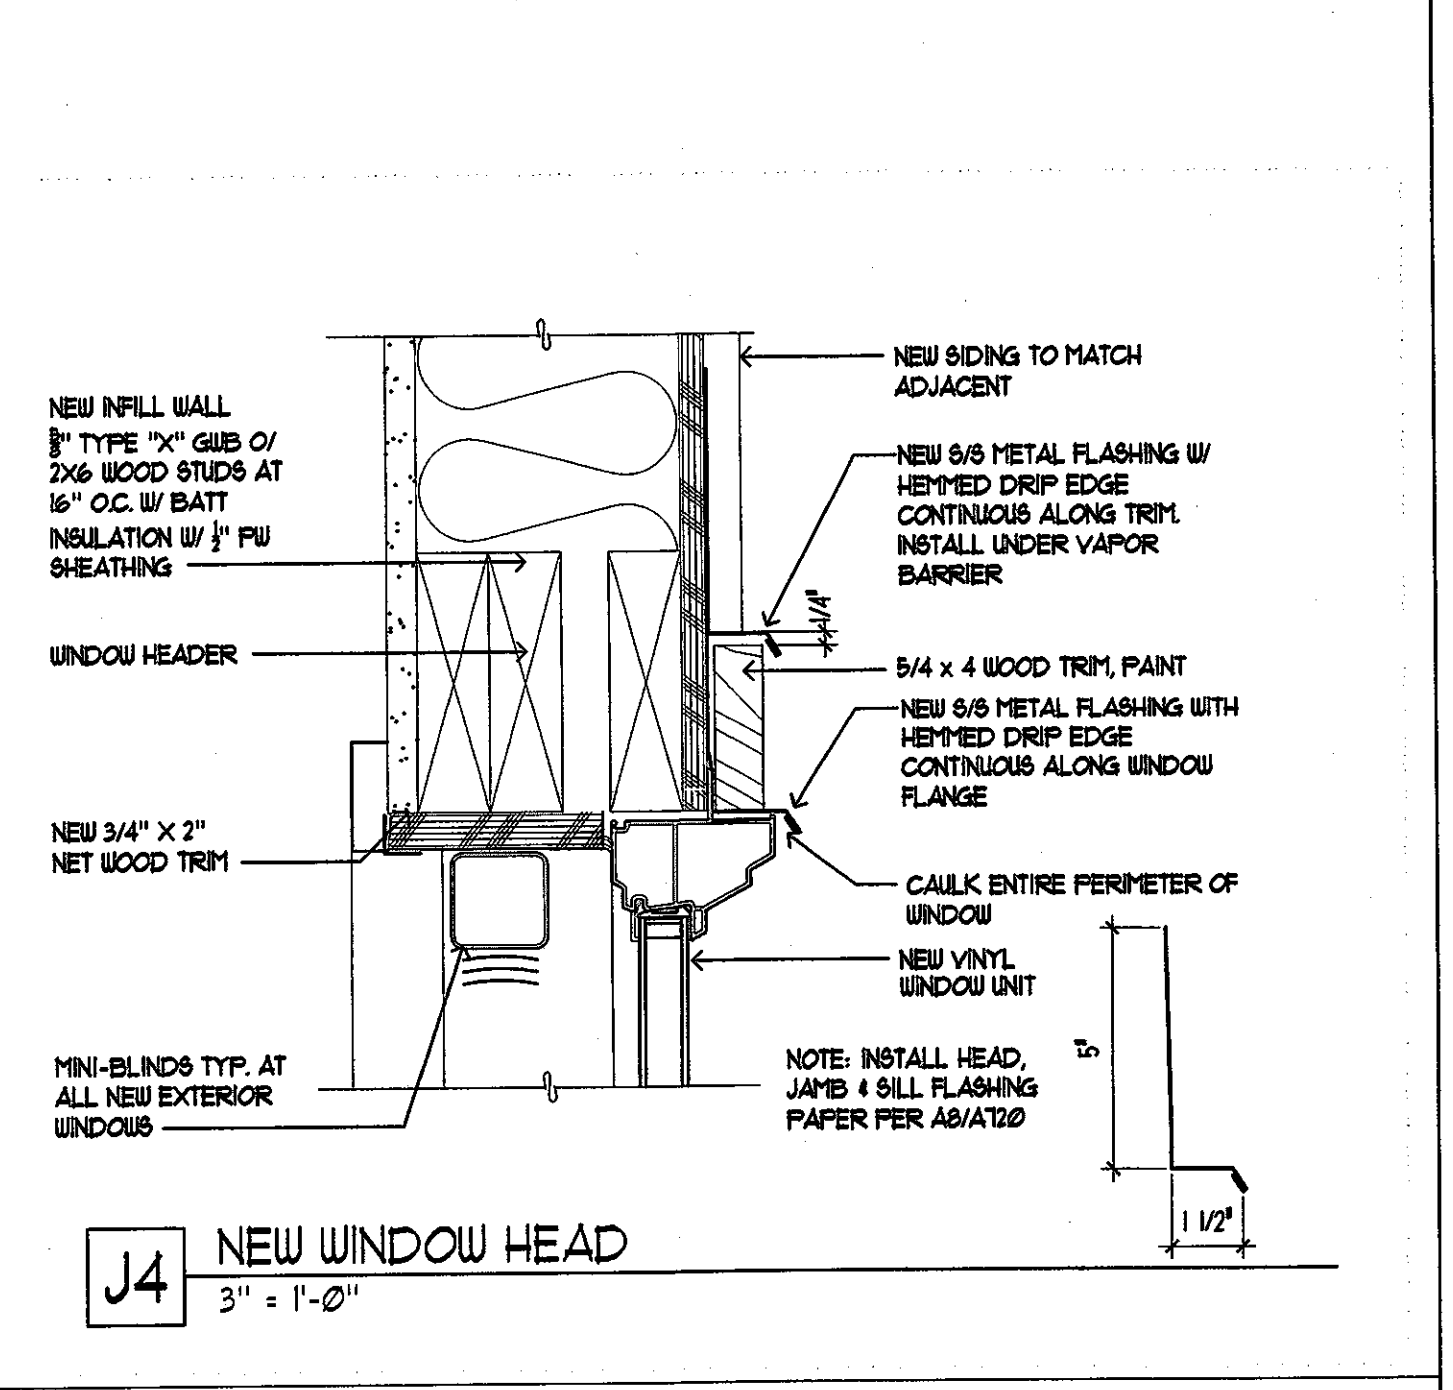 NEW INFILL WALL
5/8" TYPE "X" GWB O/
2X6 WOOD STUDS AT
16" O.C. W/ BATT
INSULATION W/ 1/2" PW
SHEATHING
WINDOW HEADER
NEW 3/4" X 2"
NET WOOD TRIM
MINI-BLINDS TYP. AT
ALL NEW EXTERIOR
WINDOWS
NEW SIDING TO MATCH
ADJACENT
NEW S/S METAL FLASHING W/
HEMMED DRIP EDGE
CONTINUOUS ALONG TRIM.
INSTALL UNDER VAPOR
BARRIER
1/4"
5/4 x 4 WOOD TRIM, PAINT
NEW S/S METAL FLASHING WITH
HEMMED DRIP EDGE
CONTINUOUS ALONG WINDOW
FLANGE
CAULK ENTIRE PERIMETER OF
WINDOW
NEW VINYL
WINDOW UNIT
NOTE: INSTALL HEAD,
JAMB & SILL FLASHING
PAPER PER A8/A720
5"
1 1/2"
J4
NEW WINDOW HEAD
3" = 1'-0"